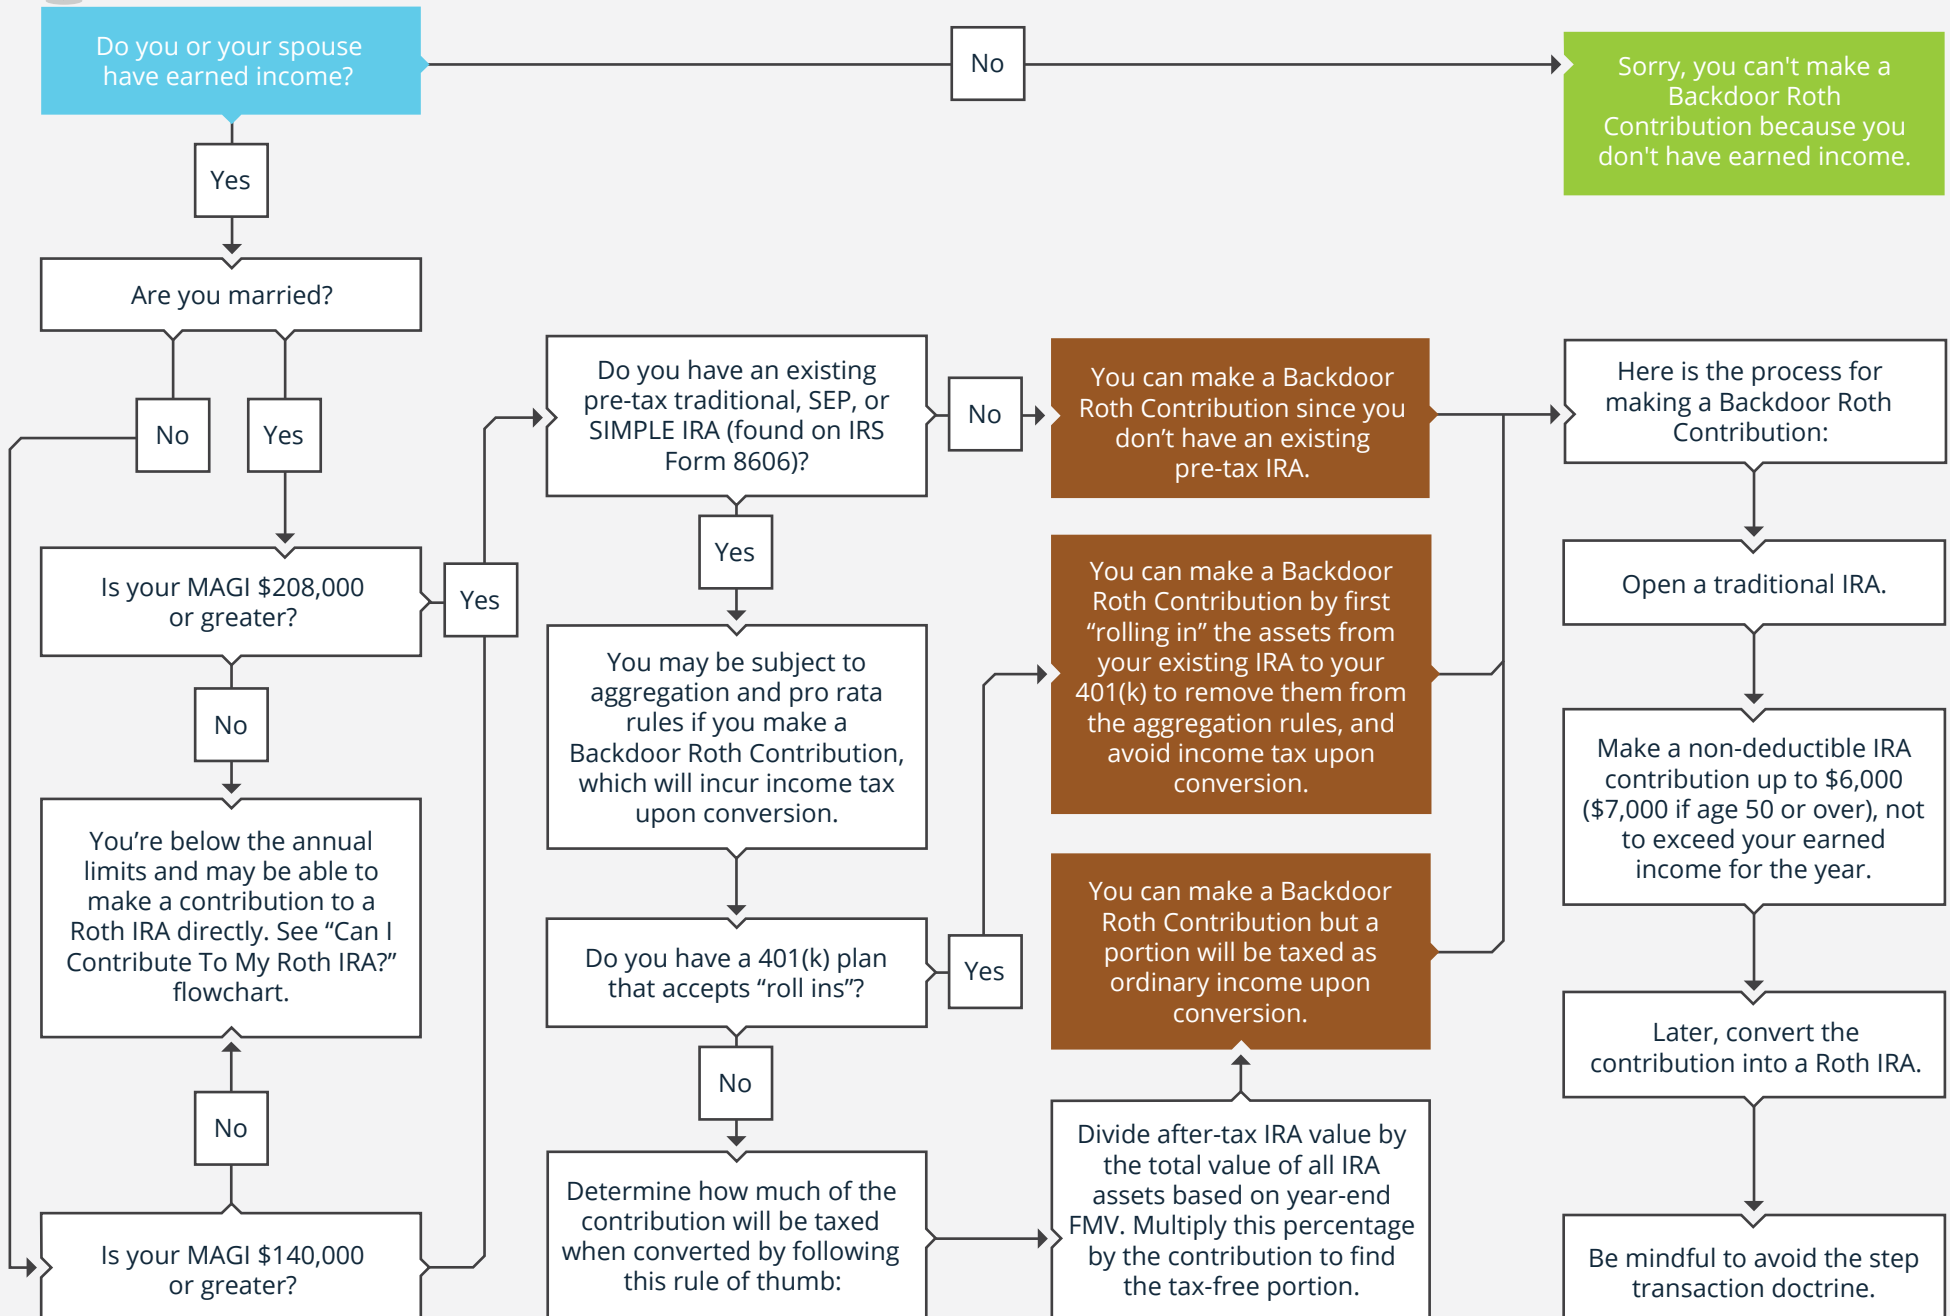 Do you or your spouse
have earned income?
No
Sorry, you can't make a
Backdoor Roth
Contribution because you
don't have earned income.
Yes
Are you married?
No
Yes
Is your MAGI $208,000
or greater?
Yes
No
You’re below the annual
limits and may be able to
make a contribution to a
Roth IRA directly. See “Can I
Contribute To My Roth IRA?”
flowchart.
No
Is your MAGI $140,000
or greater?
Do you have an existing
pre-tax traditional, SEP, or
SIMPLE IRA (found on IRS
Form 8606)?
No
Yes
You may be subject to
aggregation and pro rata
rules if you make a
Backdoor Roth Contribution,
which will incur income tax
upon conversion.
Do you have a 401(k) plan
that accepts “roll ins”?
Yes
No
Determine how much of the
contribution will be taxed
when converted by following
this rule of thumb:
You can make a Backdoor
Roth Contribution since you
don’t have an existing
pre-tax IRA.
You can make a Backdoor
Roth Contribution by first
“rolling in” the assets from
your existing IRA to your
401(k) to remove them from
the aggregation rules, and
avoid income tax upon
conversion.
You can make a Backdoor
Roth Contribution but a
portion will be taxed as
ordinary income upon
conversion.
Divide after-tax IRA value by
the total value of all IRA
assets based on year-end
FMV. Multiply this percentage
by the contribution to find
the tax-free portion.
Here is the process for
making a Backdoor Roth
Contribution:
Open a traditional IRA.
Make a non-deductible IRA
contribution up to $6,000
($7,000 if age 50 or over), not
to exceed your earned
income for the year.
Later, convert the
contribution into a Roth IRA.
Be mindful to avoid the step
transaction doctrine.